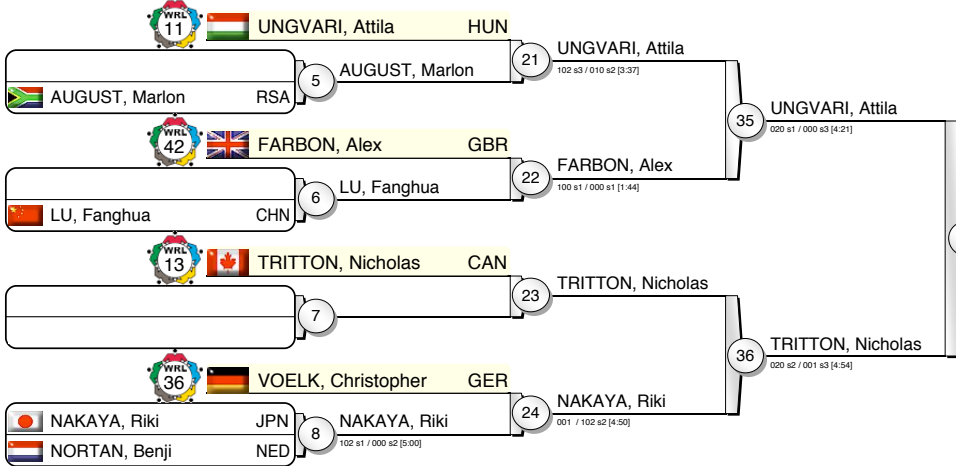 WRL 11 UNGVARI, Attila HUN
21 UNGVARI, Attila
102 s3 / 010 s2 [3:37]
5 AUGUST, Marlon
AUGUST, Marlon RSA
35 UNGVARI, Attila
020 s1 / 000 s3 [4:21]
WRL 42 FARBON, Alex GBR
22 FARBON, Alex
100 s1 / 000 s1 [1:44]
6 LU, Fanghua
LU, Fanghua CHN
WRL 13 TRITTON, Nicholas CAN
23 TRITTON, Nicholas
7
36 TRITTON, Nicholas
020 s2 / 001 s3 [4:54]
WRL 36 VOELK, Christopher GER
24 NAKAYA, Riki
001 / 102 s2 [4:50]
NAKAYA, Riki JPN
8 NAKAYA, Riki
102 s1 / 000 s2 [5:00]
NORTAN, Benji NED